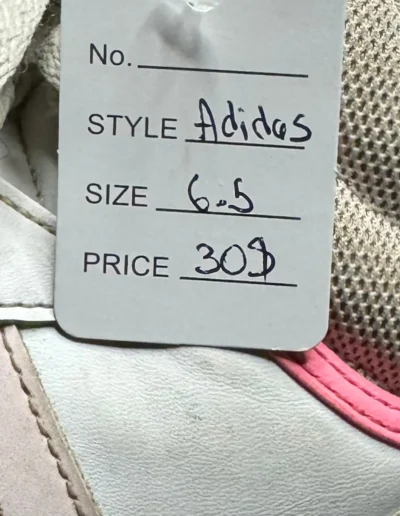 No.
STYLE Adidas
SIZE 6.5
PRICE 30$